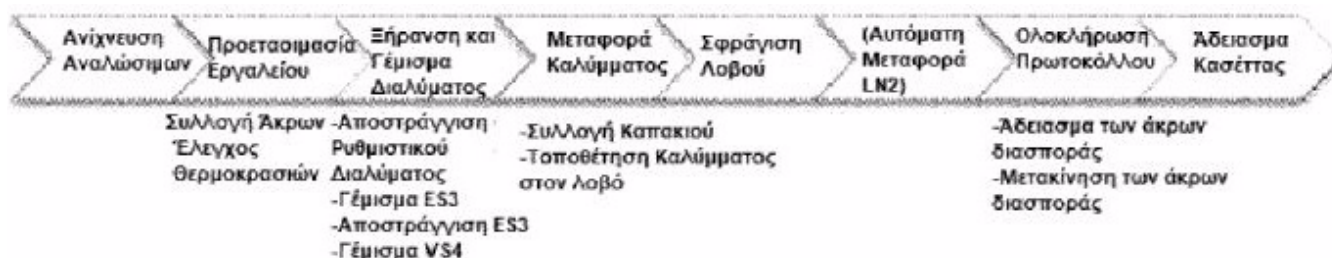 Ανίχνευση
Αναλώσιμων
Προετασιμασία
Εργαλείου
Ξήρανση και
Γέμισμα
Διαλύματος
Μεταφορά
Καλύμματος
Σφράγιση
Λοβού
(Αυτόματη
Μεταφορά
LN2)
Ολοκλήρωση
Πρωτοκόλλου
Άδειασμα
Κασέττας
Συλλογή Άκρων
Έλεγχος
Θερμοκρασιών
-Αποστράγγιση
Ρυθμιστικού
Διαλύματος
-Γέμισμα ES3
-Αποστράγγιση ES3
-Γέμισμα VS4
-Συλλογή Καπακιού
-Τοποθέτηση Καλύμματος
στον λοβό
-Άδειασμα των άκρων
διασποράς
-Μετακίνηση των άκρων
διασποράς